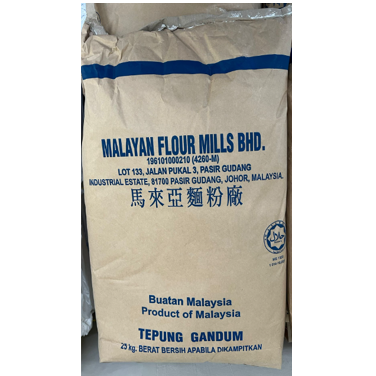 MALAYAN FLOUR MILLS BHD.
196101000210 (4260-M)
LOT 133, JALAN PUKAL 3, PASIR GUDANG
INDUSTRIAL ESTATE, 81700 PASIR GUDANG, JOHOR, MALAYSIA.
馬來亞麵粉廠
Buatan Malaysia
Product of Malaysia
TEPUNG GANDUM
25 kg. BERAT BERSIH APABILA DIKAMPITKAN